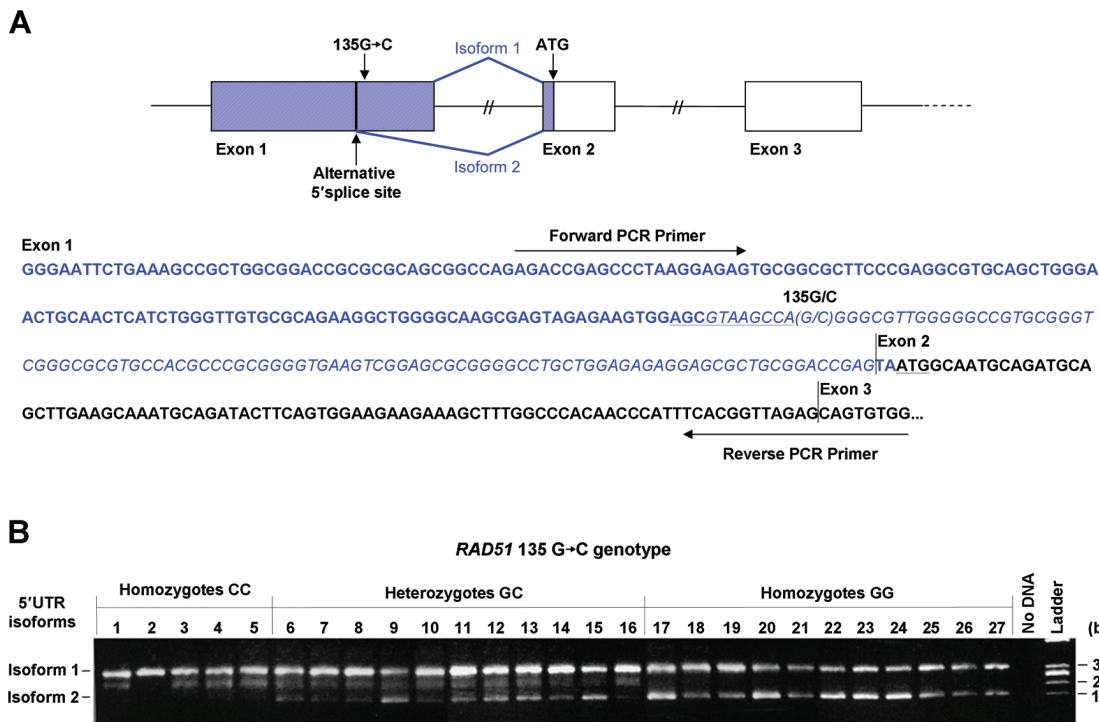 A
135G→C
Isoform 1
ATG
Exon 1
Exon 2
Exon 3
Isoform 2
Alternative
5′splice site
Exon 1
Forward PCR Primer
GGGAATTCTGAAAGCCGCTGGCGGACCGCGCGCAGCGGCCAGAGACCGAGCCCTAAGGAGAGTGCGGCGCTTCCCGAGGCGTGCAGCTGGGA
135G/C
ACTGCAACTCATCTGGGTTGTGCGCAGAAGGCTGGGGCAAGCGAGTAGAGAAGTGGAGCGTAAGCCA(G/C)GGGCGTTGGGGGCCGTGCGGGT
Exon 2
CGGGCGCGTGCCACGCCCGCGGGGTGAAGTCGGAGCGCGGGGCCTGCTGGAGAGAGGAGCGCTGCGGACCGAGTAATGGCAATGCAGATGCA
Exon 3
GCTTGAAGCAAATGCAGATACTTCAGTGGAAGAAGAAAGCTTTGGCCCACAACCCATTTCACGGTTAGAGCAGTGTGG...
Reverse PCR Primer
B
RAD51 135 G→C genotype
5′UTR
isoforms
Homozygotes CC
Heterozygotes GC
Homozygotes GG
No DNA
Ladder
1 2 3 4 5 6 7 8 9 10 11 12 13 14 15 16 17 18 19 20 21 22 23 24 25 26 27
(b
Isoform 1
3
2
Isoform 2
1